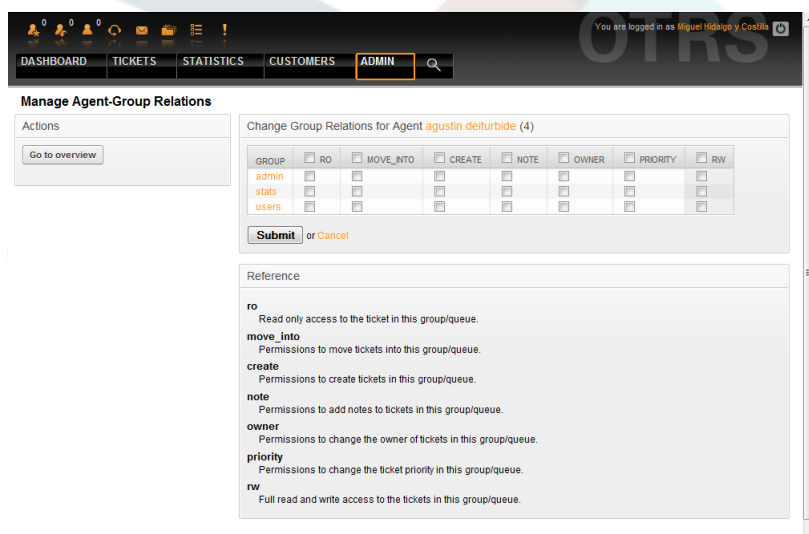 0 0 0
OTRS
You are logged in as Miguel Hidalgo y Costilla
DASHBOARD TICKETS STATISTICS CUSTOMERS ADMIN
Manage Agent-Group Relations
Actions
Go to overview
Change Group Relations for Agent agustin.deiturbide (4)
GROUP RO MOVE_INTO CREATE NOTE OWNER PRIORITY RW
admin
stats
users
Submit or Cancel
Reference
ro
Read only access to the ticket in this group/queue.
move_into
Permissions to move tickets into this group/queue.
create
Permissions to create tickets in this group/queue.
note
Permissions to add notes to tickets in this group/queue.
owner
Permissions to change the owner of tickets in this group/queue.
priority
Permissions to change the ticket priority in this group/queue.
rw
Full read and write access to the tickets in this group/queue.